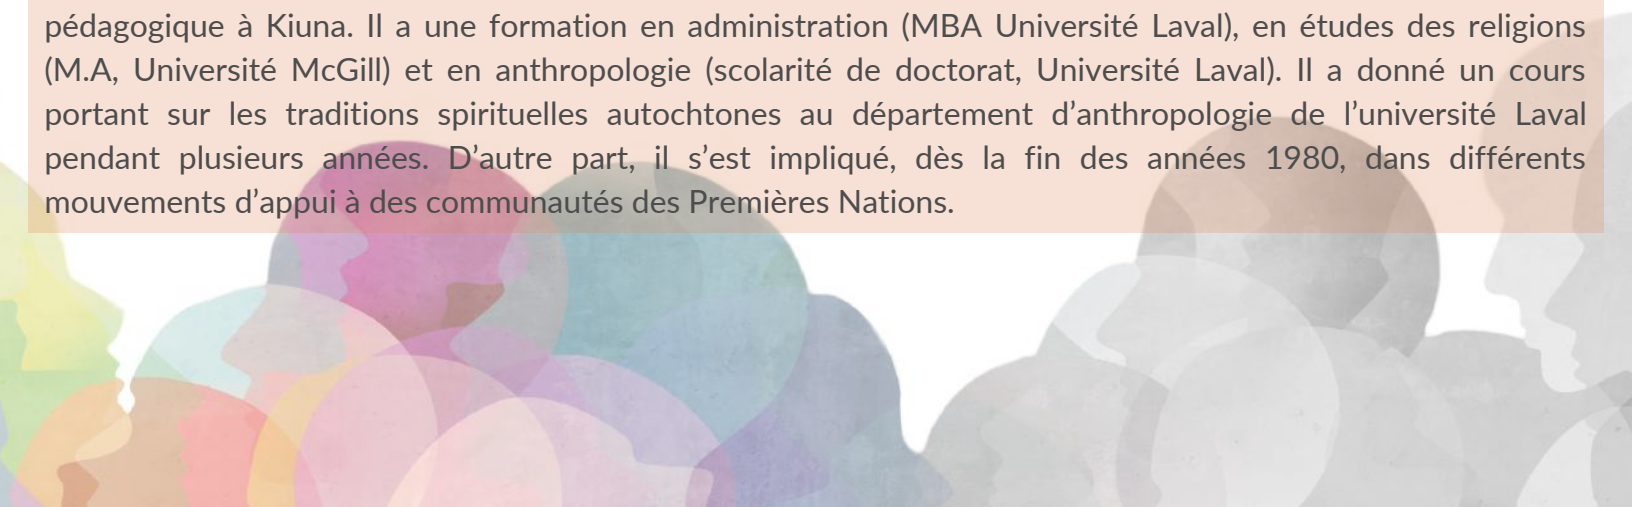 pédagogique à Kiuna. Il a une formation en administration (MBA Université Laval), en études des religions
(M.A, Université McGill) et en anthropologie (scolarité de doctorat, Université Laval). Il a donné un cours
portant sur les traditions spirituelles autochtones au département d’anthropologie de l’université Laval
pendant plusieurs années. D’autre part, il s’est impliqué, dès la fin des années 1980, dans différents
mouvements d’appui à des communautés des Premières Nations.